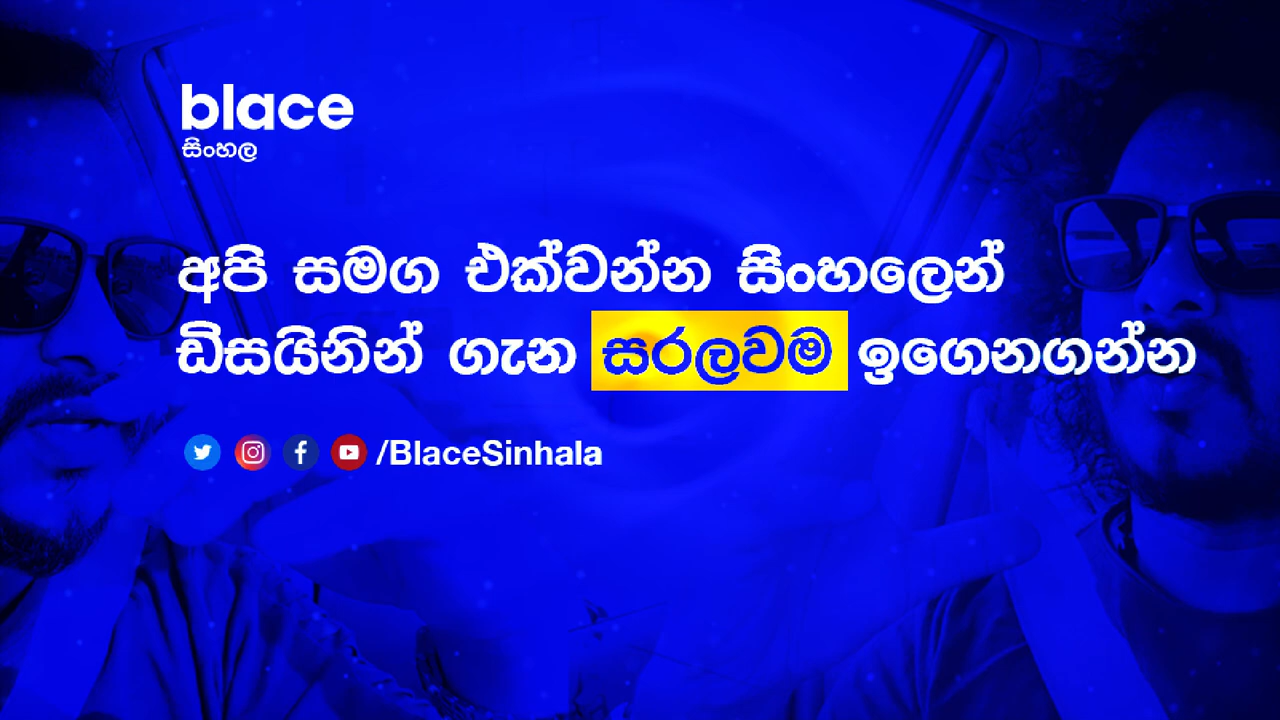 blace
සිංහල
අපි සමග එක්වන්න සිංහලෙන්
ඩිසයිනින් ගැන සරලවම ඉගෙනගන්න
/BlaceSinhala